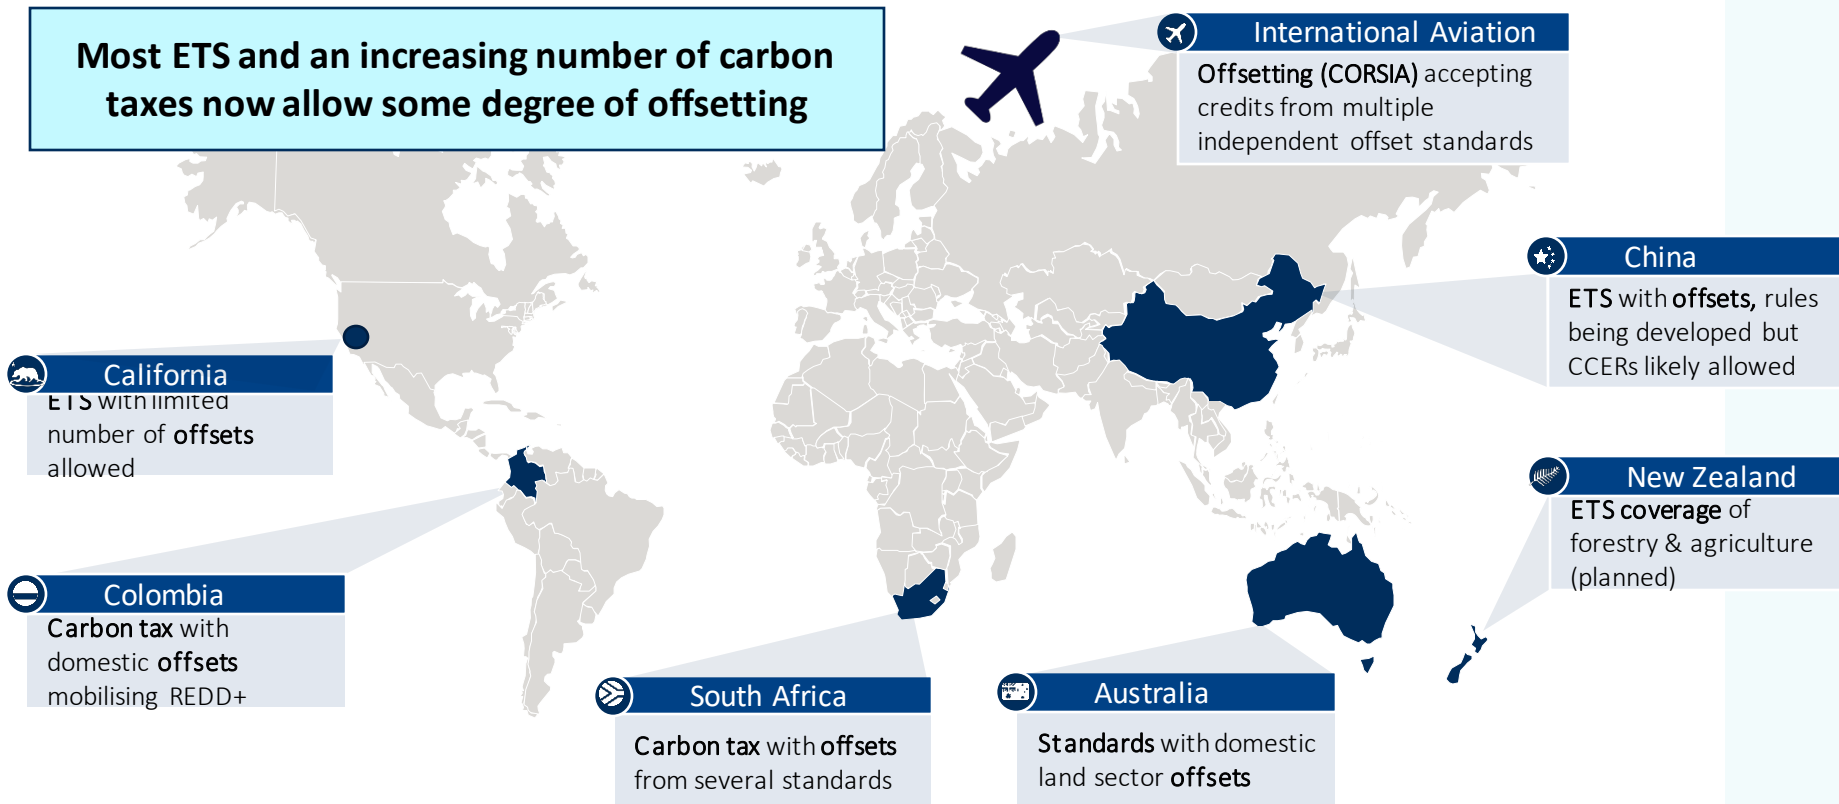 Most ETS and an increasing number of carbon
taxes now allow some degree of offsetting
International Aviation
Offsetting (CORSIA) accepting
credits from multiple
independent offset standards
China
ETS with offsets, rules
being developed but
CCERs likely allowed
California
ETS with limited
number of offsets
allowed
New Zealand
ETS coverage of
forestry & agriculture
(planned)
Colombia
Carbon tax with
domestic offsets
mobilising REDD+
South Africa
Carbon tax with offsets
from several standards
Australia
Standards with domestic
land sector offsets